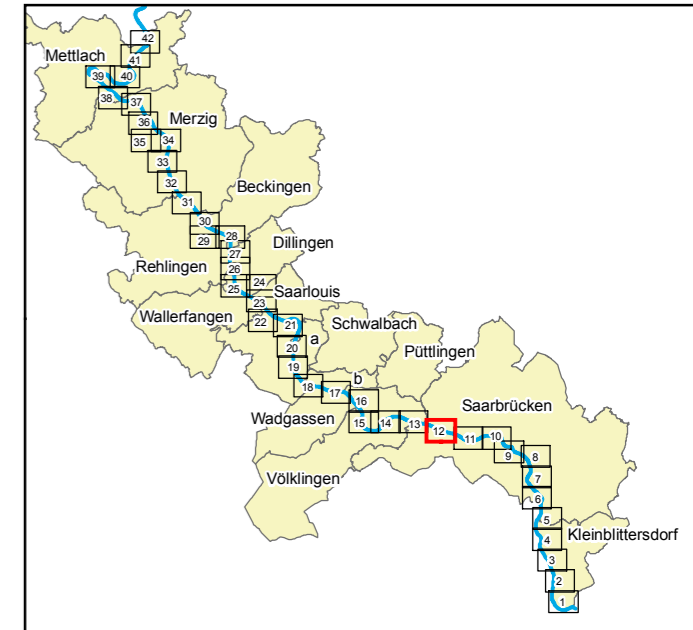 42
41
Mettlach
39
40
38
37
36
Merzig
35
34
33
32
31
Beckingen
30
29
28
27
Dillingen
26
Rehlingen
25
24
Saarlouis
23
Wallerfangen
22
21
Schwalbach
20
a
Püttlingen
19
18
17
b
16
Saarbrücken
Wadgassen
15
14
13
12
11
10
9
8
Völklingen
7
6
5
Kleinblittersdorf
4
3
2
1